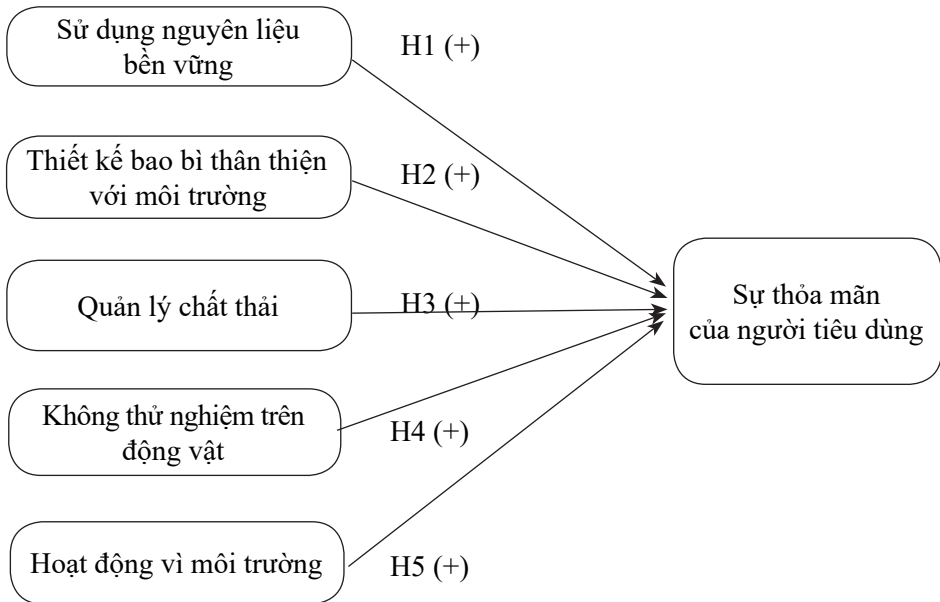 Sử dụng nguyên liệu
bền vững
H1 (+)
Thiết kế bao bì thân thiện
với môi trường
H2 (+)
Quản lý chất thải
H3 (+)
Không thử nghiệm trên
động vật
H4 (+)
Hoạt động vì môi trường
H5 (+)
Sự thỏa mãn
của người tiêu dùng